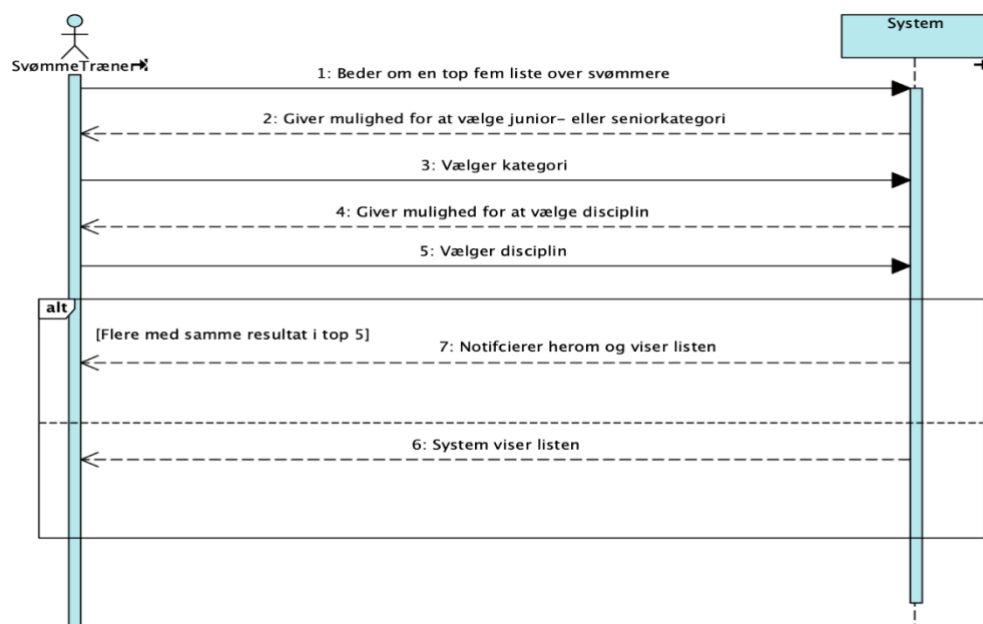 System
SvømmeTræner
1: Beder om en top fem liste over svømmere
2: Giver mulighed for at vælge junior- eller seniorkategori
3: Vælger kategori
4: Giver mulighed for at vælge disciplin
5: Vælger disciplin
alt
[Flere med samme resultat i top 5]
7: Notifcierer herom og viser listen
6: System viser listen